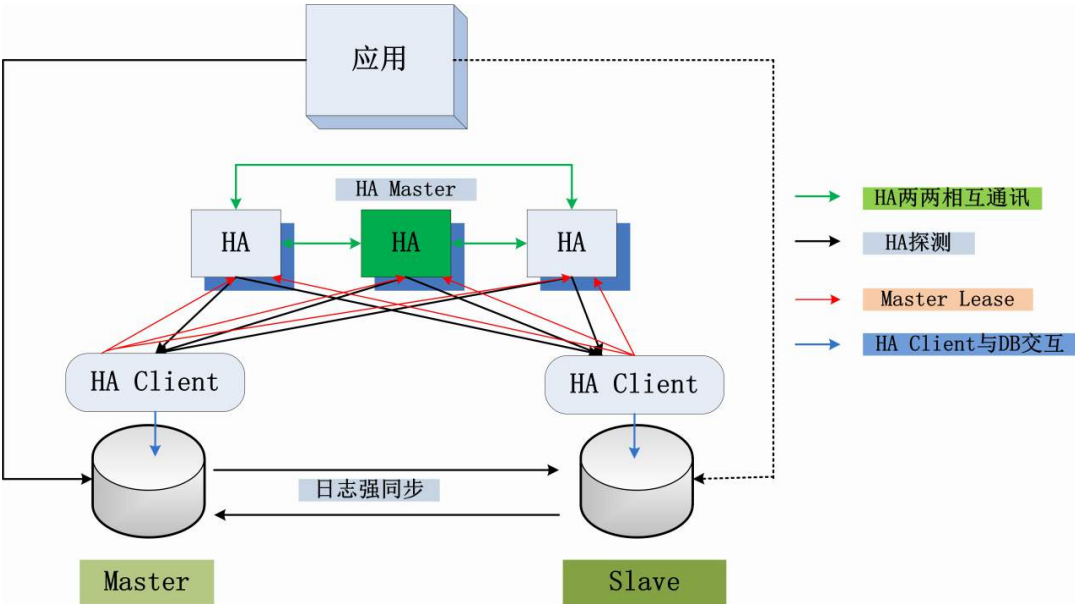 应用
HA Master
HA
HA
HA
HA两两相互通讯
HA探测
Master Lease
HA Client与DB交互
HA Client
HA Client
日志强同步
Master
Slave